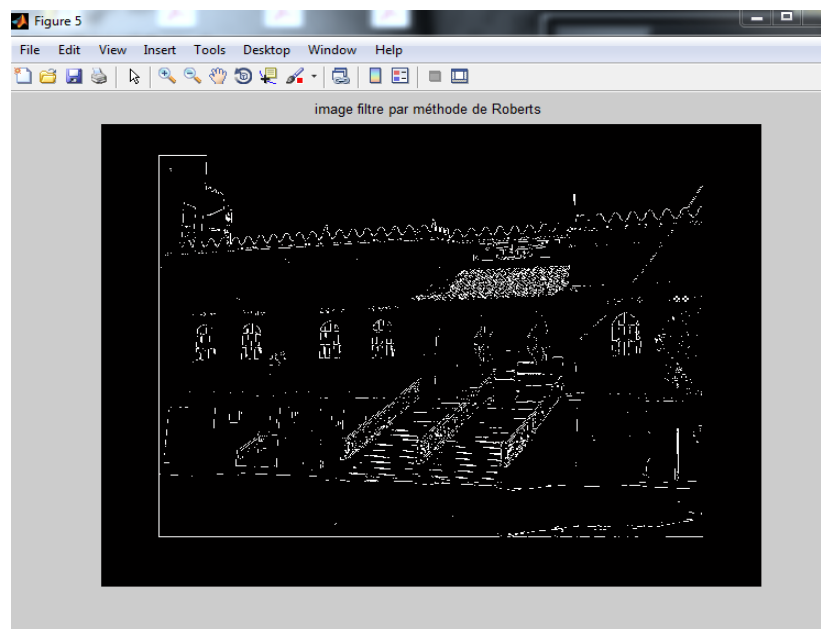 Figure 5
File Edit View Insert Tools Desktop Window Help
image filtre par méthode de Roberts